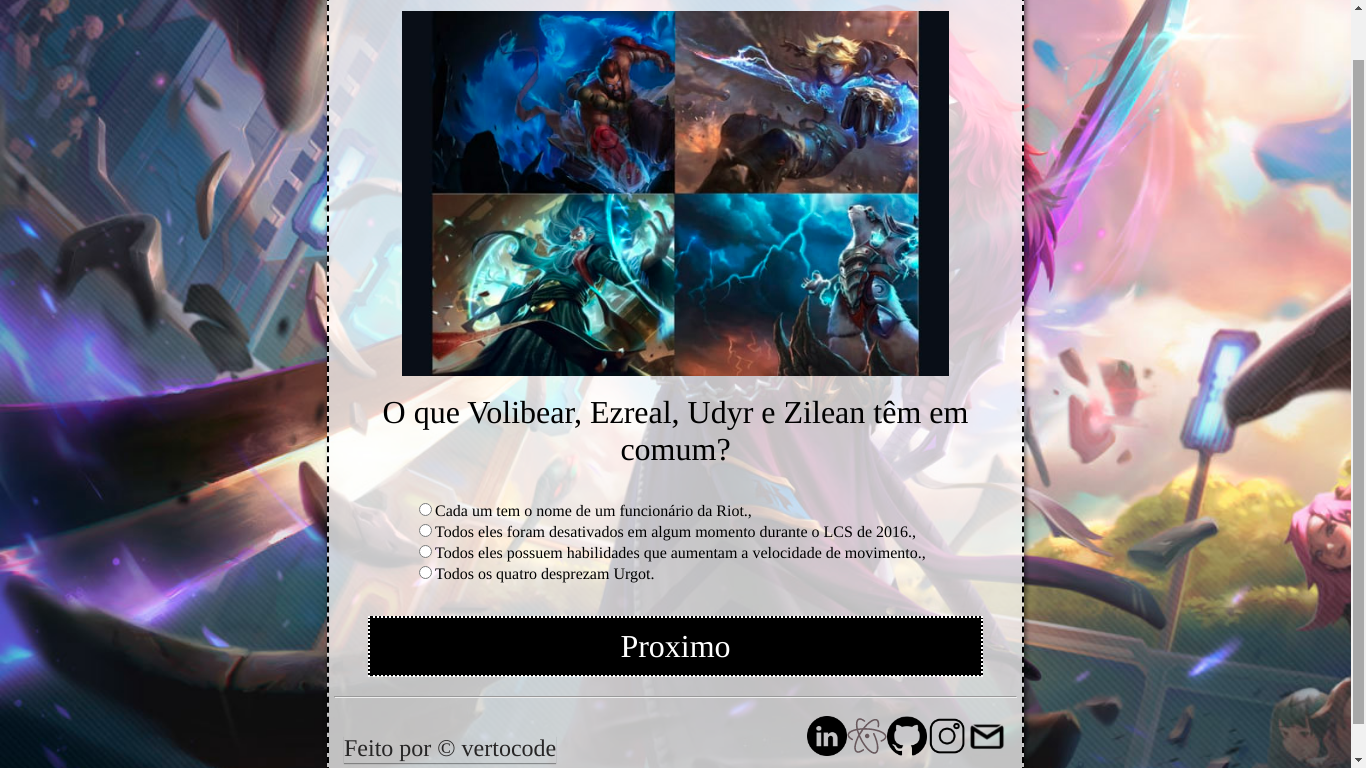 O que Volibear, Ezreal, Udyr e Zilean têm em
comum?
Cada um tem o nome de um funcionário da Riot.,
Todos eles foram desativados em algum momento durante o LCS de 2016.,
Todos eles possuem habilidades que aumentam a velocidade de movimento.,
Todos os quatro desprezam Urgot.
Proximo
Feito por © vertocode
in